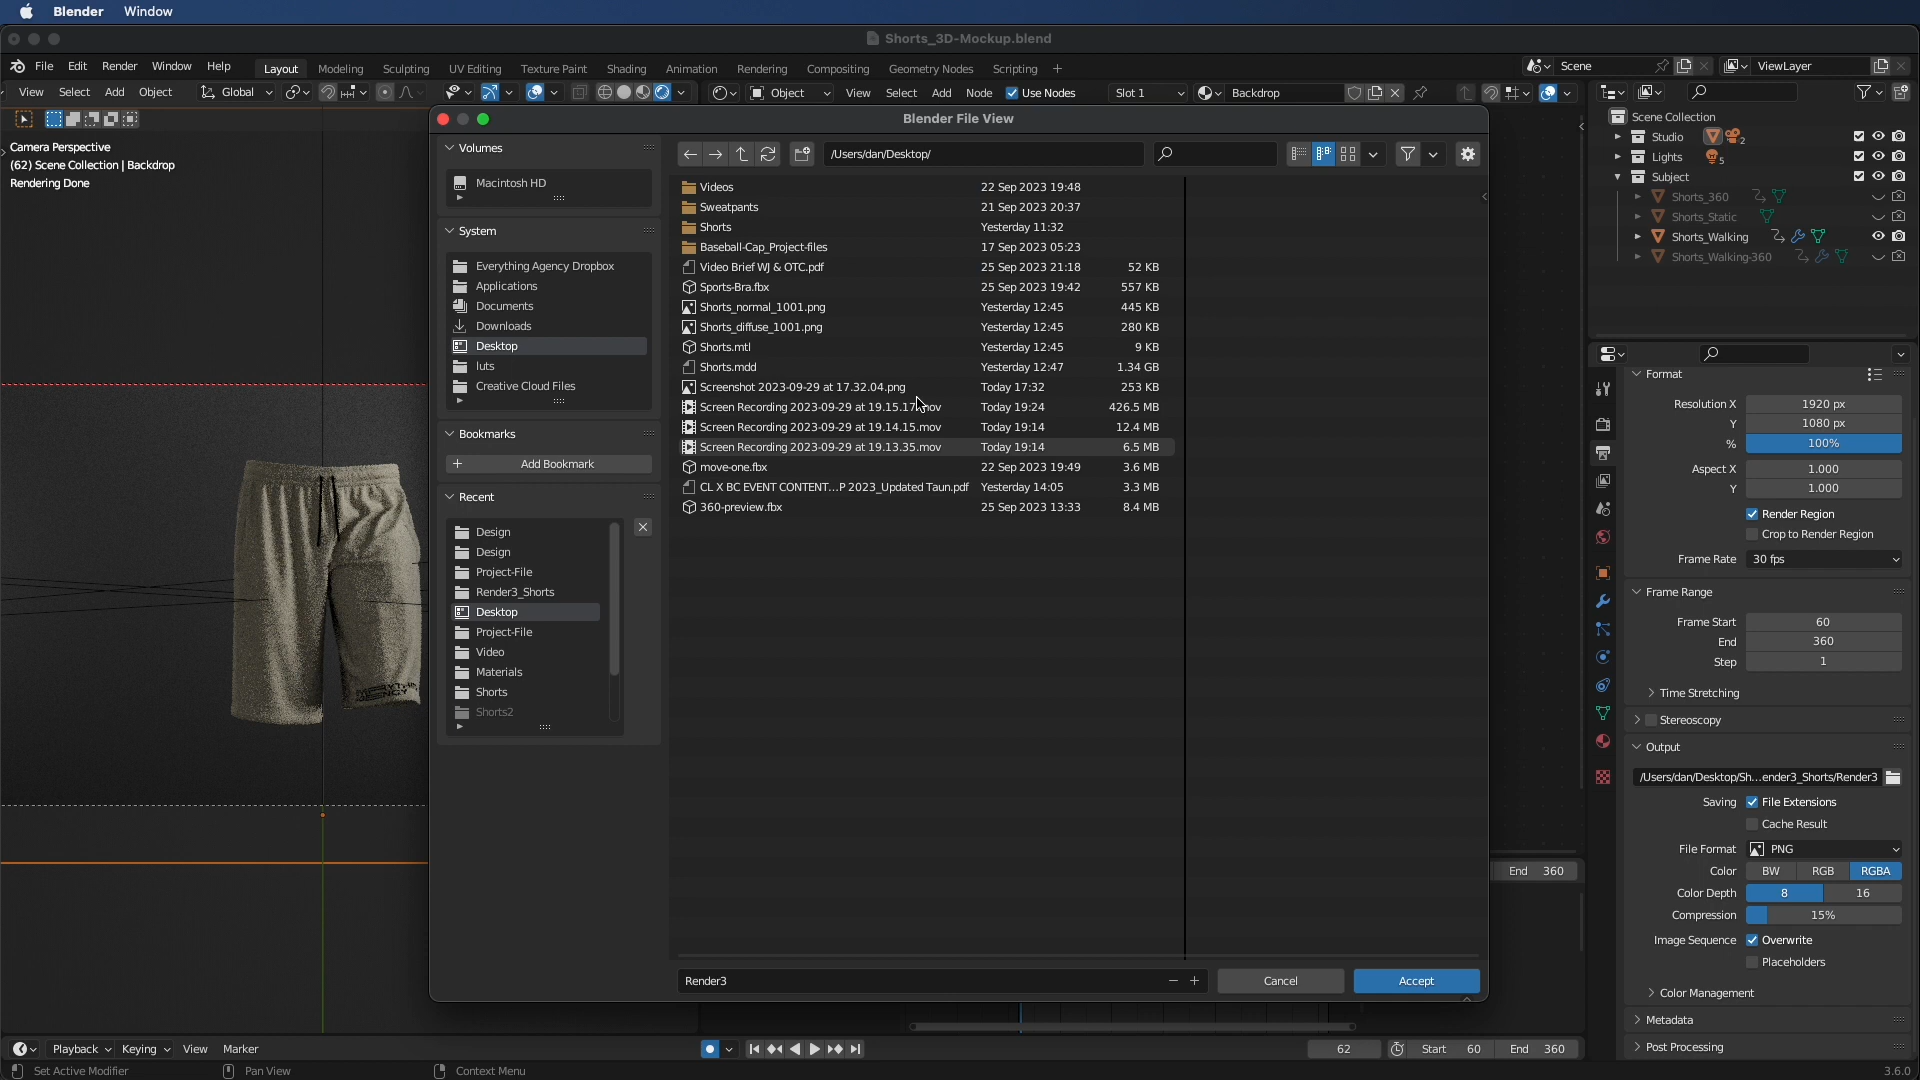 Blender Window
Shorts_3D-Mockup.blend
File Edit Render Window Help Layout Modeling Sculpting UV Editing Texture Paint Shading Animation Rendering Compositing Geometry Nodes Scripting Scene ViewLayer
View Select Add Object Global Object View Select Add Node Use Nodes Slot 1 Backdrop
Camera Perspective
(62) Scene Collection | Backdrop
Rendering Done
Blender File View
Volumes
Macintosh HD
System
Everything Agency Dropbox
Applications
Documents
Downloads
Desktop
luts
Creative Cloud Files
Bookmarks
Add Bookmark
Recent
Design
Design
Project-File
Render3_Shorts
Desktop
Project-File
Video
Materials
Shorts
Shorts2
/Users/dan/Desktop/
Videos 22 Sep 2023 19:48
Sweatpants 21 Sep 2023 20:37
Shorts Yesterday 11:32
Baseball-Cap_Project-files 17 Sep 2023 05:23
Video Brief WJ & OTC.pdf 25 Sep 2023 21:18 52 KB
Sports-Bra.fbx 25 Sep 2023 19:42 557 KB
Shorts_normal_1001.png Yesterday 12:45 445 KB
Shorts_diffuse_1001.png Yesterday 12:45 280 KB
Shorts.mtl Yesterday 12:45 9 KB
Shorts.mdd Yesterday 12:47 1.34 GB
Screenshot 2023-09-29 at 17.32.04.png Today 17:32 253 KB
Screen Recording 2023-09-29 at 19.15.17.mov Today 19:24 426.5 MB
Screen Recording 2023-09-29 at 19.14.15.mov Today 19:14 12.4 MB
Screen Recording 2023-09-29 at 19.13.35.mov Today 19:14 6.5 MB
move-one.fbx 22 Sep 2023 19:49 3.6 MB
CL X BC EVENT CONTENT...P 2023_Updated Taun.pdf Yesterday 14:05 3.3 MB
360-preview.fbx 25 Sep 2023 13:33 8.4 MB
Render3 Cancel Accept
Scene Collection
Studio 2
Lights 5
Subject
Shorts_360
Shorts_Static
Shorts_Walking
Shorts_Walking-360
Format
Resolution X 1920 px
Y 1080 px
% 100%
Aspect X 1.000
Y 1.000
Render Region
Crop to Render Region
Frame Rate 30 fps
Frame Range
Frame Start 60
End 360
Step 1
Time Stretching
Stereoscopy
Output
/Users/dan/Desktop/Sh...ender3_Shorts/Render3
Saving File Extensions
Cache Result
File Format PNG
Color BW RGB RGBA
Color Depth 8 16
Compression 15%
Image Sequence Overwrite
Placeholders
Color Management
Metadata
Post Processing
End 360
Playback Keying View Marker 62 Start 60 End 360
Set Active Modifier Pan View Context Menu 3.6.0